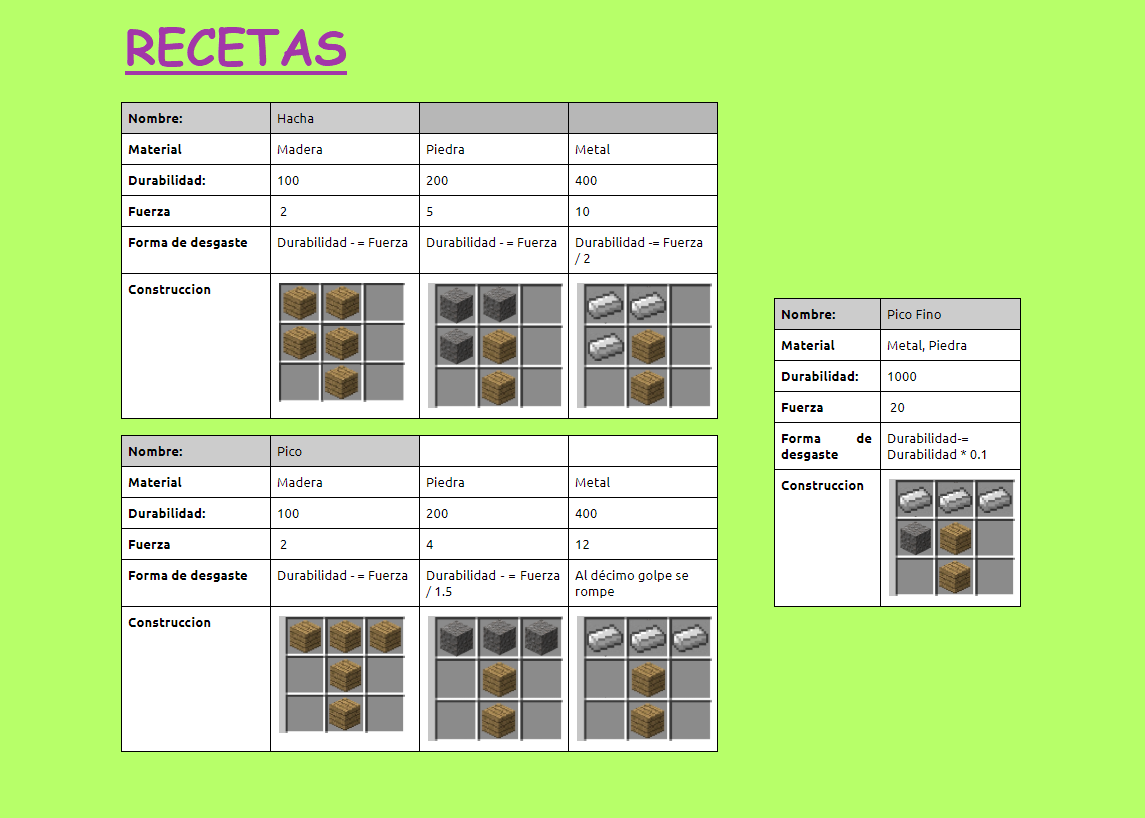 RECETAS
Nombre: Hacha
Material Madera Piedra Metal
Durabilidad: 100 200 400
Fuerza 2 5 10
Forma de desgaste Durabilidad - = Fuerza Durabilidad - = Fuerza Durabilidad -= Fuerza
/ 2
Construccion
Nombre: Pico
Material Madera Piedra Metal
Durabilidad: 100 200 400
Fuerza 2 4 12
Forma de desgaste Durabilidad - = Fuerza Durabilidad - = Fuerza Al décimo golpe se
/ 1.5 rompe
Construccion
Nombre: Pico Fino
Material Metal, Piedra
Durabilidad: 1000
Fuerza 20
Forma de Durabilidad-=
desgaste Durabilidad * 0.1
Construccion